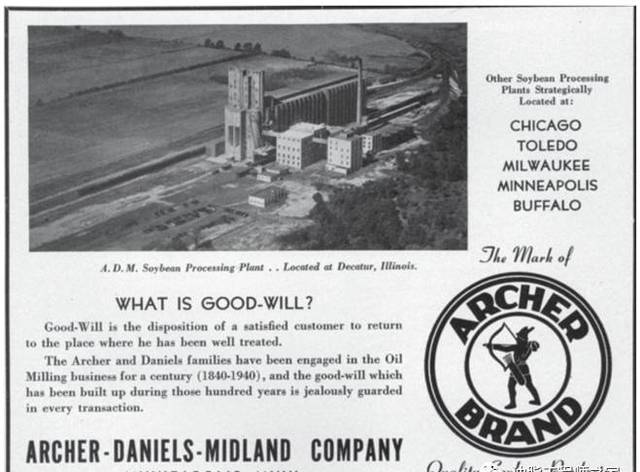 Other Soybean Processing
Plants Strategically
Located at:
CHICAGO
TOLEDO
MILWAUKEE
MINNEAPOLIS
BUFFALO
A.D.M. Soybean Processing Plant . . Located at Decatur, Illinois.
The Mark of
ARCHER
BRAND
WHAT IS GOOD-WILL?
Good-Will is the disposition of a satisfied customer to return
to the place where he has been well treated.
The Archer and Daniels families have been engaged in the Oil
Milling business for a century (1840-1940), and the good-will which
has been built up during those hundred years is jealously guarded
in every transaction.
ARCHER-DANIELS-MIDLAND COMPANY